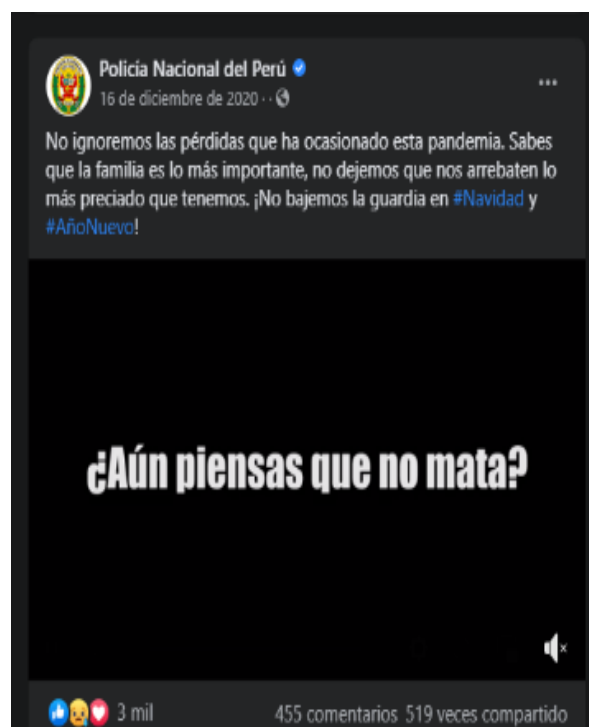 Policía Nacional del Perú
16 de diciembre de 2020 ·
No ignoremos las pérdidas que ha ocasionado esta pandemia. Sabes
que la familia es lo más importante, no dejemos que nos arrebaten lo
más preciado que tenemos. ¡No bajemos la guardia en #Navidad y
#AñoNuevo!
¿Aún piensas que no mata?
3 mil
455 comentarios 519 veces compartido